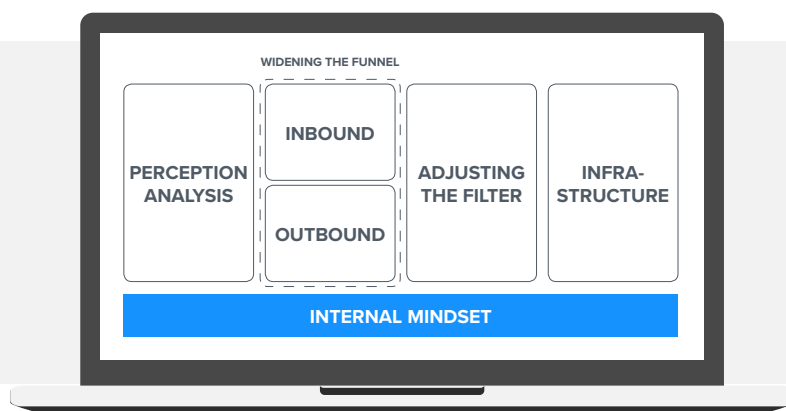 WIDENING THE FUNNEL
PERCEPTION
ANALYSIS
INBOUND
OUTBOUND
ADJUSTING
THE FILTER
INFRA-
STRUCTURE
INTERNAL MINDSET